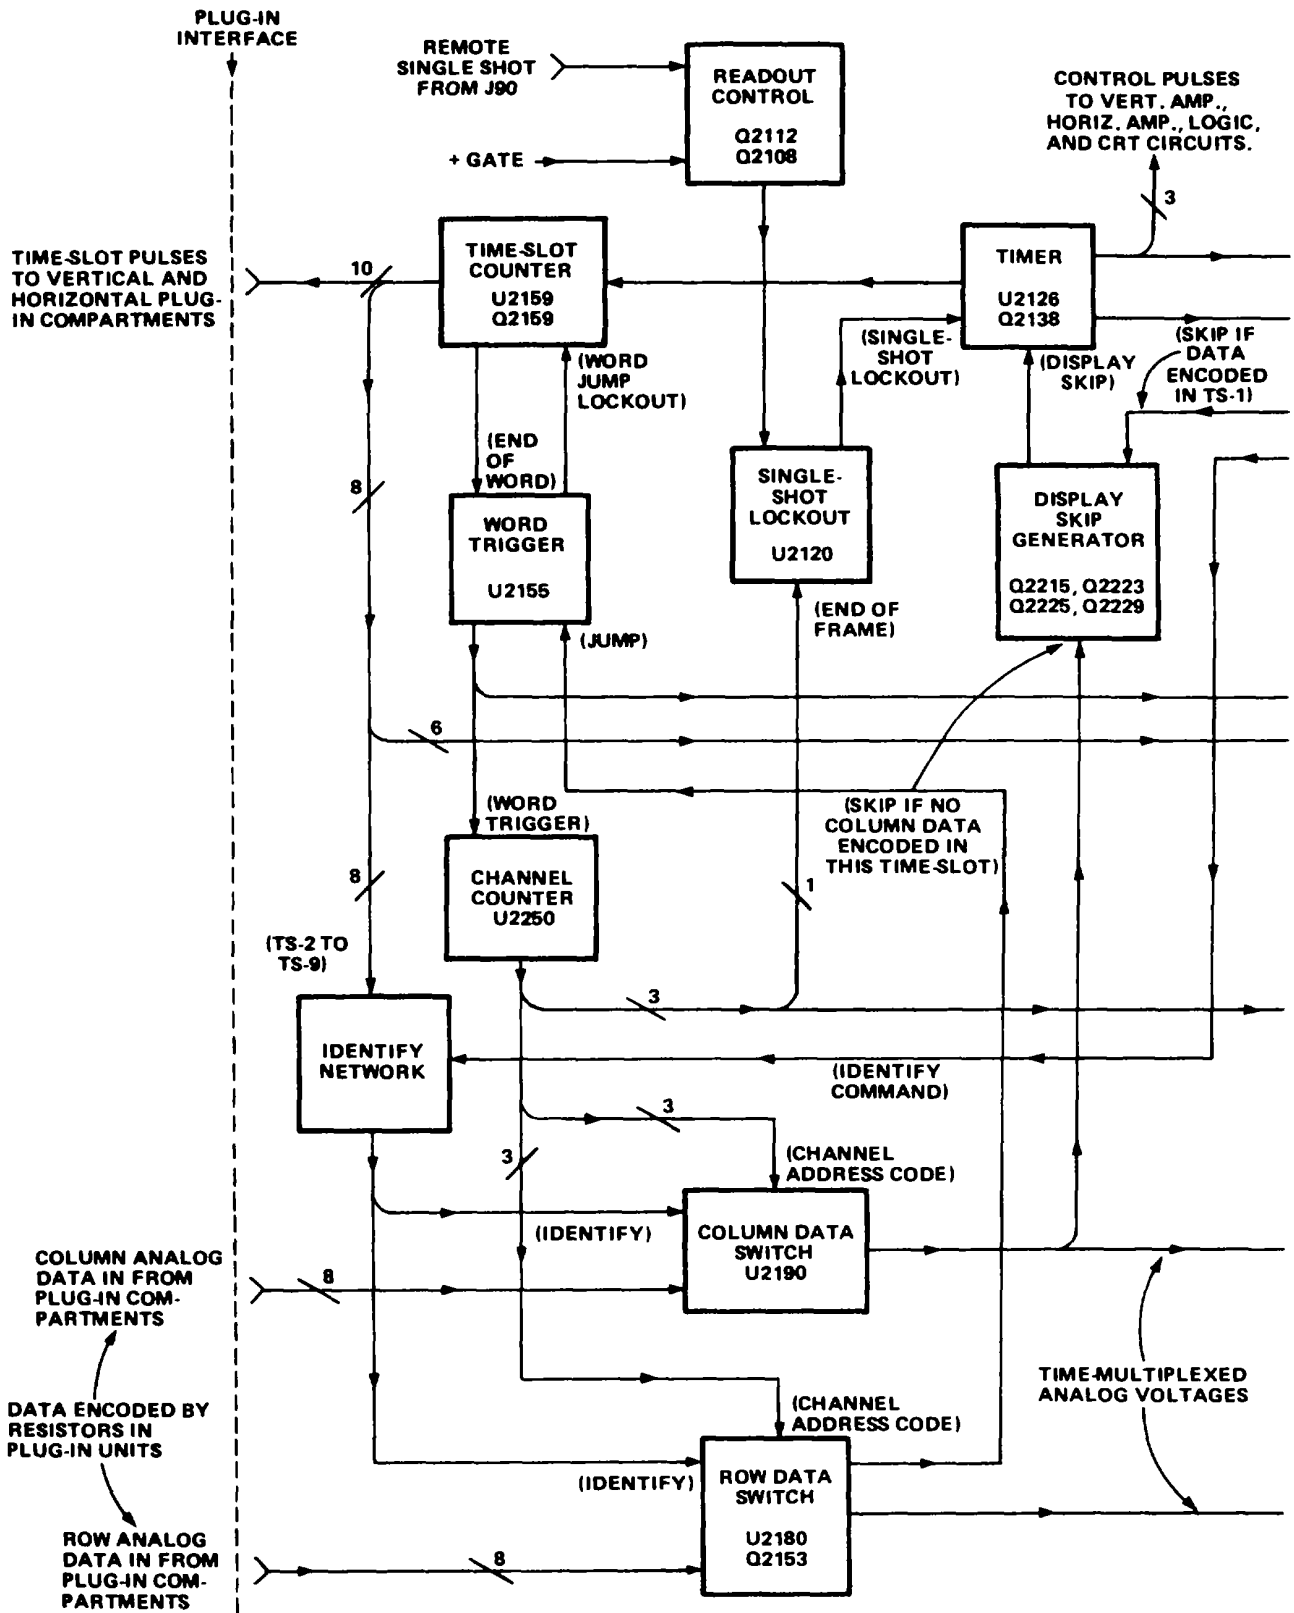 PLUG-IN
INTERFACE
REMOTE
SINGLE SHOT
FROM J90
+ GATE
READOUT
CONTROL
Q2112
Q2108
CONTROL PULSES
TO VERT. AMP.,
HORIZ. AMP., LOGIC,
AND CRT CIRCUITS.
3
TIME-SLOT PULSES
TO VERTICAL AND
HORIZONTAL PLUG-
IN COMPARTMENTS
10
TIME-SLOT
COUNTER
U2159
Q2159
TIMER
U2126
Q2138
(WORD
JUMP
LOCKOUT)
(SINGLE-
SHOT
LOCKOUT)
(DISPLAY
SKIP)
(SKIP IF
DATA
ENCODED
IN TS-1)
(END
OF
WORD)
8
WORD
TRIGGER
U2155
SINGLE-
SHOT
LOCKOUT
U2120
DISPLAY
SKIP
GENERATOR
Q2215, Q2223
Q2225, Q2229
(JUMP)
(END OF
FRAME)
6
(WORD
TRIGGER)
(SKIP IF NO
COLUMN DATA
ENCODED IN
THIS TIME-SLOT)
8
CHANNEL
COUNTER
U2250
1
(TS-2 TO
TS-9)
3
IDENTIFY
NETWORK
(IDENTIFY
COMMAND)
3
3
(CHANNEL
ADDRESS CODE)
(IDENTIFY)
COLUMN DATA
SWITCH
U2190
COLUMN ANALOG
DATA IN FROM
PLUG-IN COM-
PARTMENTS
8
TIME-MULTIPLEXED
ANALOG VOLTAGES
DATA ENCODED BY
RESISTORS IN
PLUG-IN UNITS
(CHANNEL
ADDRESS CODE)
(IDENTIFY)
ROW DATA
SWITCH
U2180
Q2153
ROW ANALOG
DATA IN FROM
PLUG-IN COM-
PARTMENTS
8